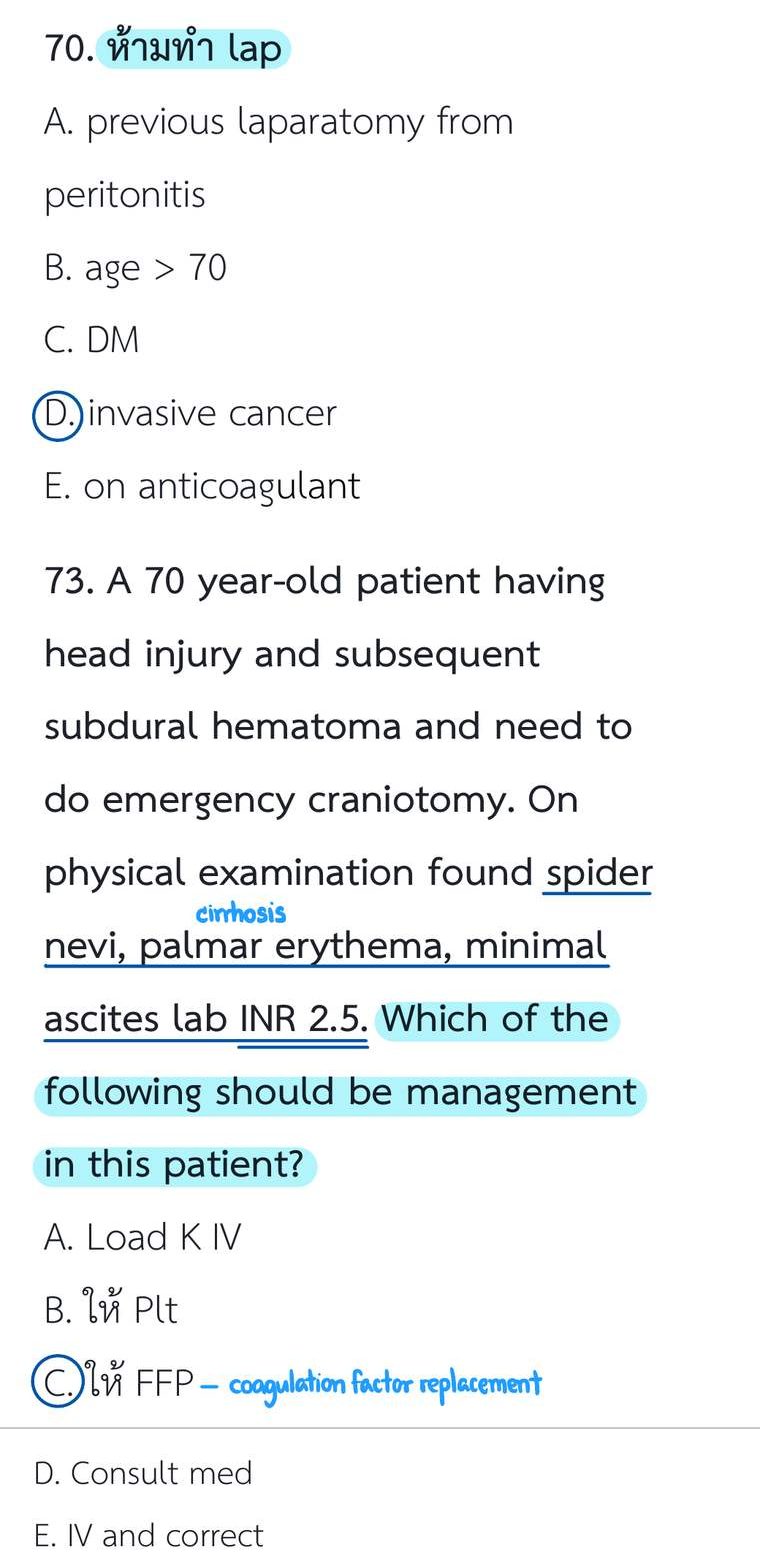 70. ห้ามทำ lap
A. previous laparatomy from
peritonitis
B. age > 70
C. DM
D. invasive cancer
E. on anticoagulant
73. A 70 year-old patient having
head injury and subsequent
subdural hematoma and need to
do emergency craniotomy. On
physical examination found spider
cirrhosis
nevi, palmar erythema, minimal
ascites lab INR 2.5. Which of the
following should be management
in this patient?
A. Load K IV
B. ให้ Plt
C. ให้ FFP – coagulation factor replacement
D. Consult med
E. IV and correct